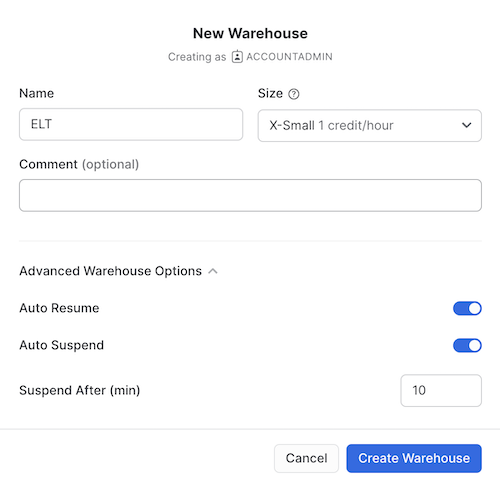 New Warehouse
Creating as ACCOUNTADMIN
Name
Size
ELT
X-Small 1 credit/hour
Comment (optional)
Advanced Warehouse Options
Auto Resume
Auto Suspend
Suspend After (min)
10
Cancel
Create Warehouse